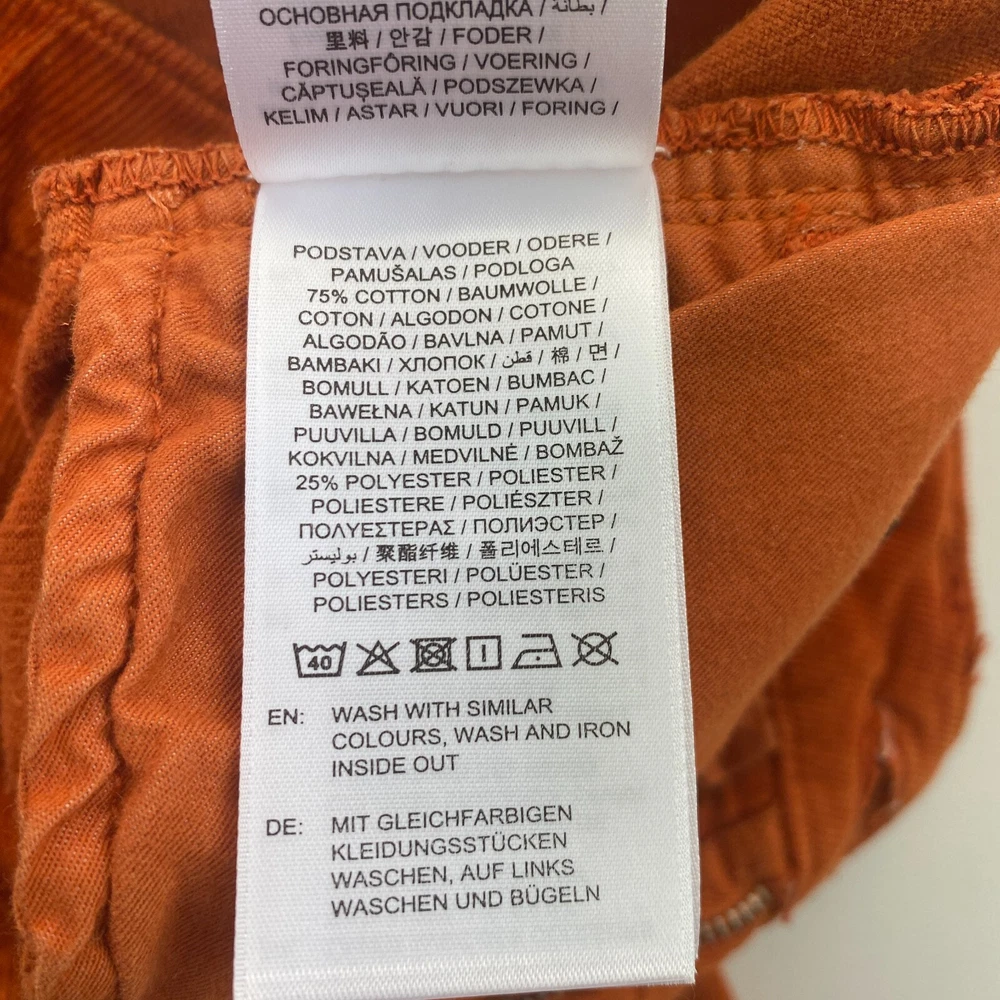 ОСНОВНАЯ ПОДКЛАДКА / بطانة /
里料 / 안감 / FODER /
FORINGFÔRING / VOERING /
CĂPTUȘEALĂ / PODSZEWKA /
KELIM / ASTAR / VUORI / FORING /
PODSTAVA / VOODER / ODERE /
PAMUŠALAS / PODLOGA
75% COTTON / BAUMWOLLE /
COTON / ALGODON / COTONE /
ALGODÃO / BAVLNA / PAMUT /
BAMBAKI / ХЛОПОК / قطن / 棉 / 면 /
BOMULL / KATOEN / BUMBAC /
BAWEŁNA / KATUN / PAMUK /
PUUVILLA / BOMULD / PUUVILL /
KOKVILNA / MEDVILNĖ / BOMBAŽ
25% POLYESTER / POLIESTER /
POLIESTERE / POLIÉSZTER /
ΠΟΛΥΕΣΤΕΡΑΣ / ПОЛИЭСТЕР /
بوليستر / 聚酯纤维 / 폴리에스테르 /
POLYESTERI / POLÜESTER /
POLIESTERS / POLIESTERIS
40
EN: WASH WITH SIMILAR
COLOURS, WASH AND IRON
INSIDE OUT
DE: MIT GLEICHFARBIGEN
KLEIDUNGSSTÜCKEN
WASCHEN, AUF LINKS
WASCHEN UND BÜGELN